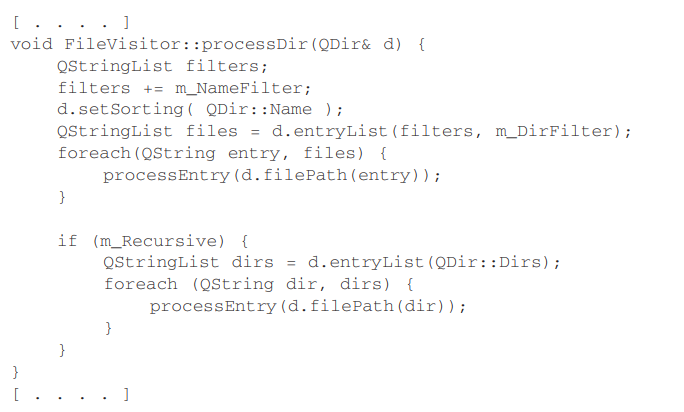 [ . . . . ]
void FileVisitor::processDir(QDir& d) {
    QStringList filters;
    filters += m_NameFilter;
    d.setSorting( QDir::Name );
    QStringList files = d.entryList(filters, m_DirFilter);
    foreach(QString entry, files) {
        processEntry(d.filePath(entry));
    }

    if (m_Recursive) {
        QStringList dirs = d.entryList(QDir::Dirs);
        foreach (QString dir, dirs) {
            processEntry(d.filePath(dir));
        }
    }
}
[ . . . . ]